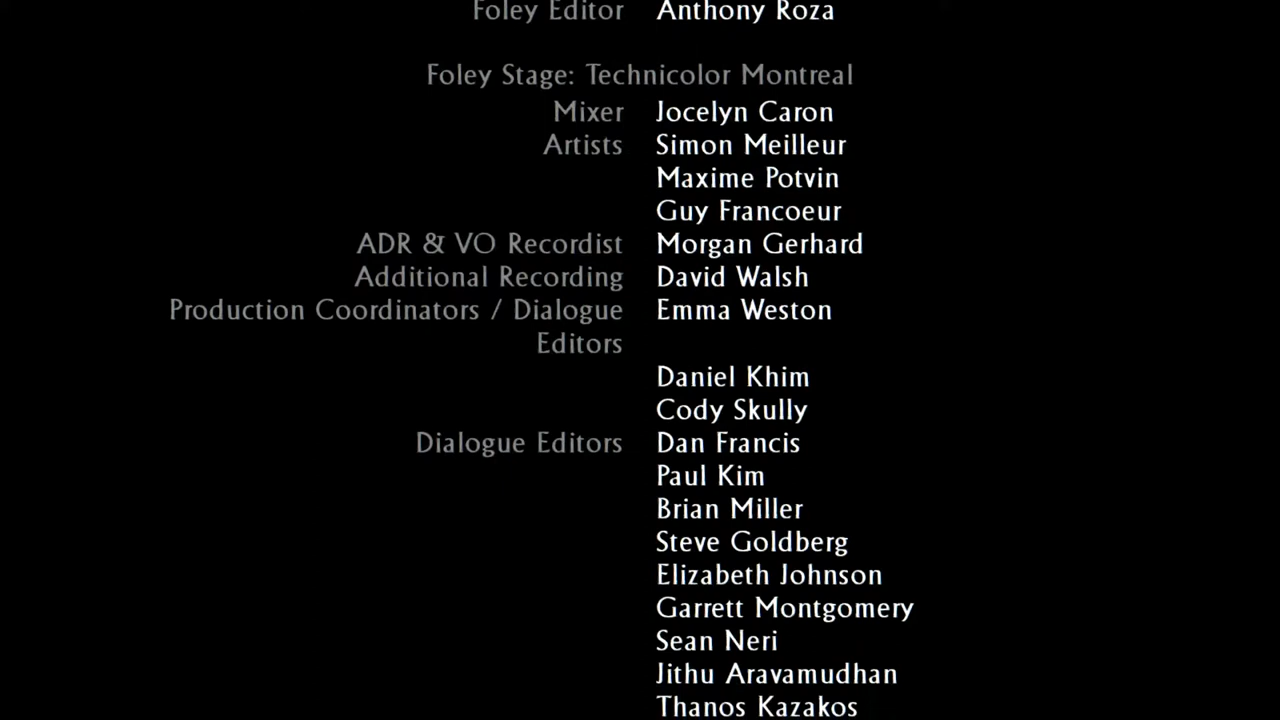 Foley Editor Anthony Roza
Foley Stage: Technicolor Montreal
Mixer Jocelyn Caron
Artists Simon Meilleur
Maxime Potvin
Guy Francoeur
ADR & VO Recordist Morgan Gerhard
Additional Recording David Walsh
Production Coordinators / Dialogue Emma Weston
Editors
Daniel Khim
Cody Skully
Dialogue Editors Dan Francis
Paul Kim
Brian Miller
Steve Goldberg
Elizabeth Johnson
Garrett Montgomery
Sean Neri
Jithu Aravamudhan
Thanos Kazakos